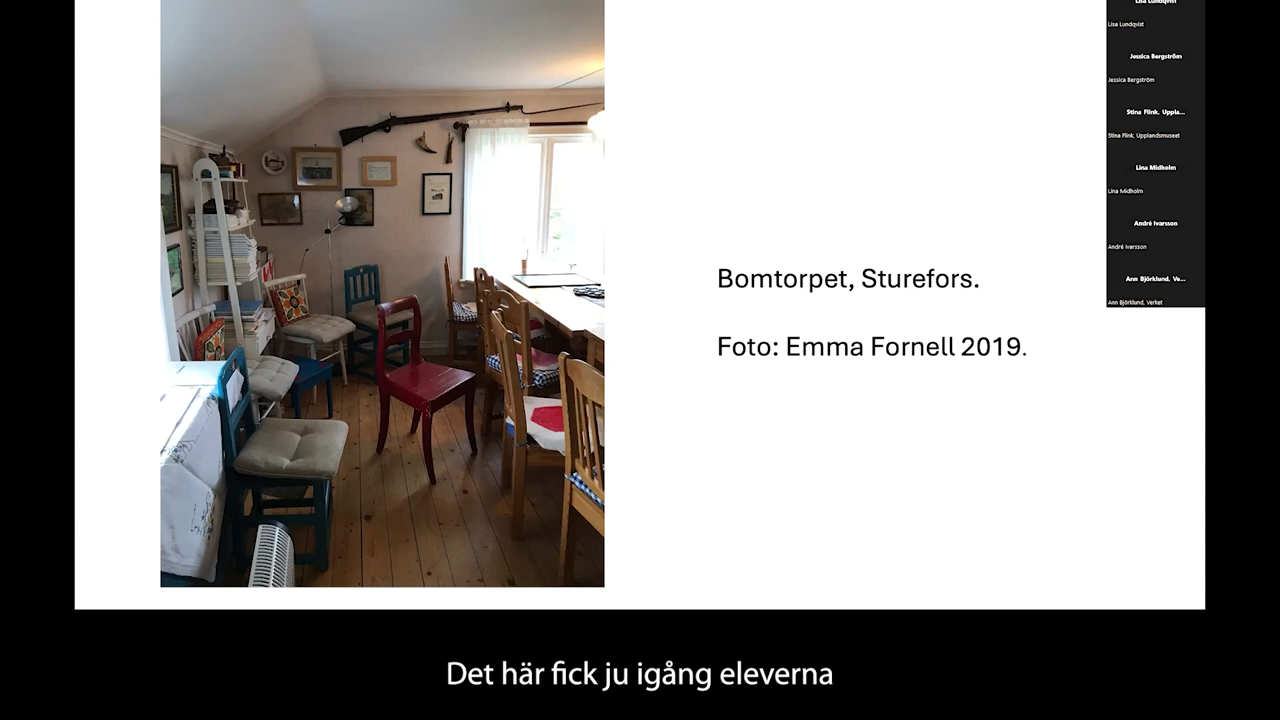 Lisa Lundqvist
Lisa Lundqvist
Jessica Bergström
Jessica Bergström
Stina Flink, Uppla...
Stina Flink, Upplandsmuseet
Lina Midholm
Lina Midholm
André Ivarsson
André Ivarsson
Ann Björklund, Ve...
Ann Björklund, Verket
Bomtorpet, Sturefors.
Foto: Emma Fornell 2019.
Det här fick ju igång eleverna